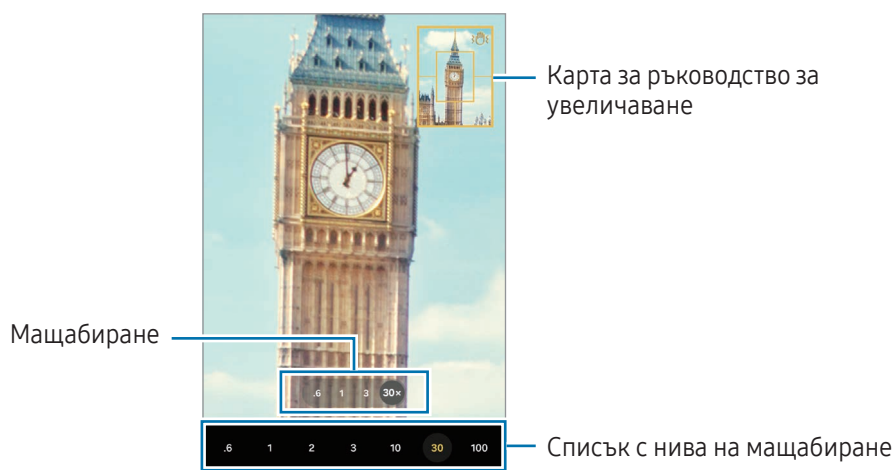 Карта за ръководство за
увеличаване
Мащабиране
.6 1 3 30×
.6 1 2 3 10 30 100
Списък с нива на мащабиране